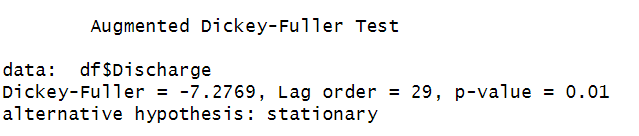 Augmented Dickey-Fuller Test
data:  df$Discharge
Dickey-Fuller = -7.2769, Lag order = 29, p-value = 0.01
alternative hypothesis: stationary